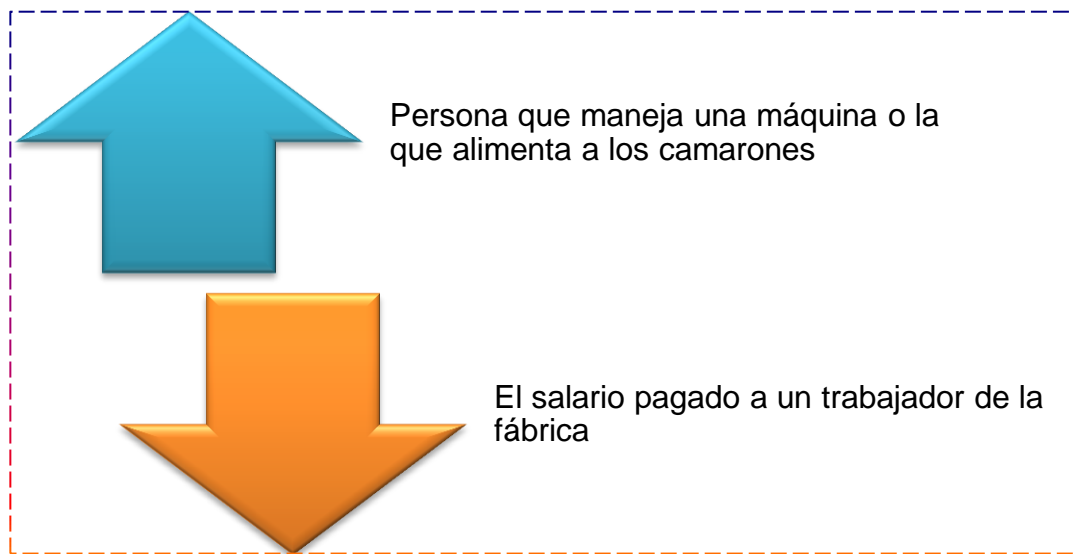 Persona que maneja una máquina o la
que alimenta a los camarones
El salario pagado a un trabajador de la
fábrica